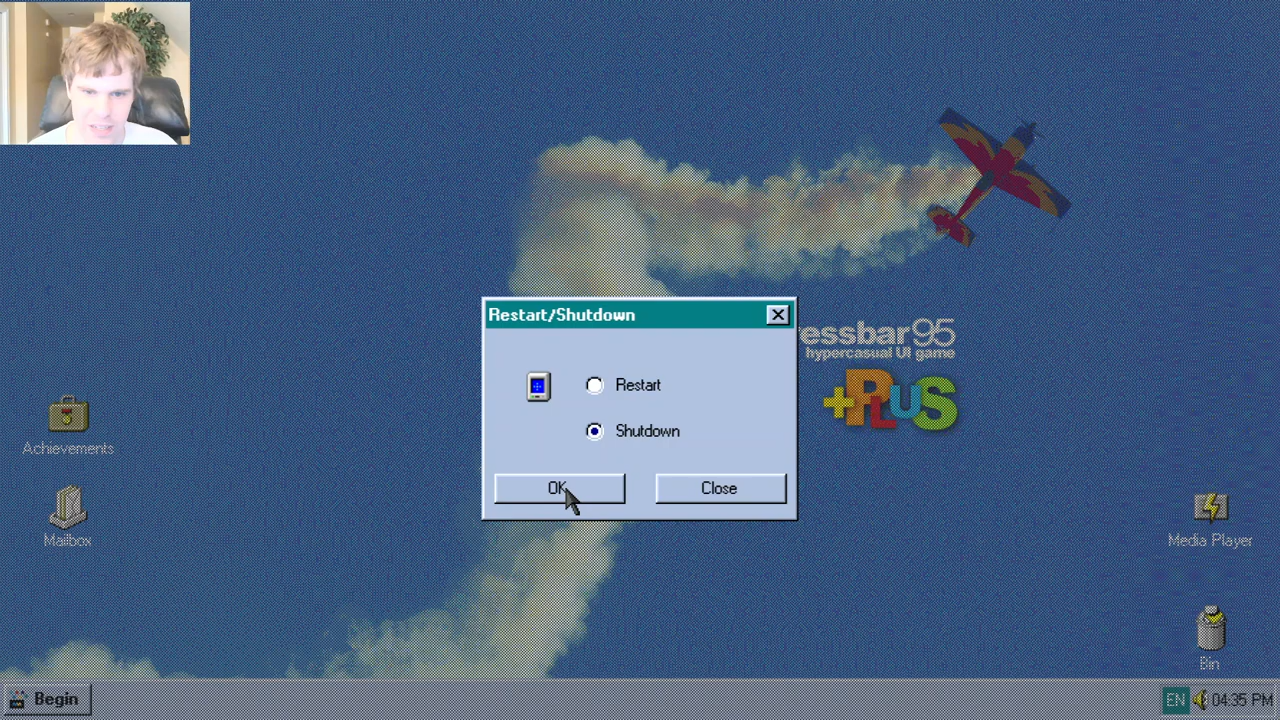 Restart/Shutdown
Restart
Shutdown
OK
Close
essbar95
hypercasual UI game
+PLUS
Achievements
Mailbox
Media Player
Bin
Begin
EN
04:35 PM